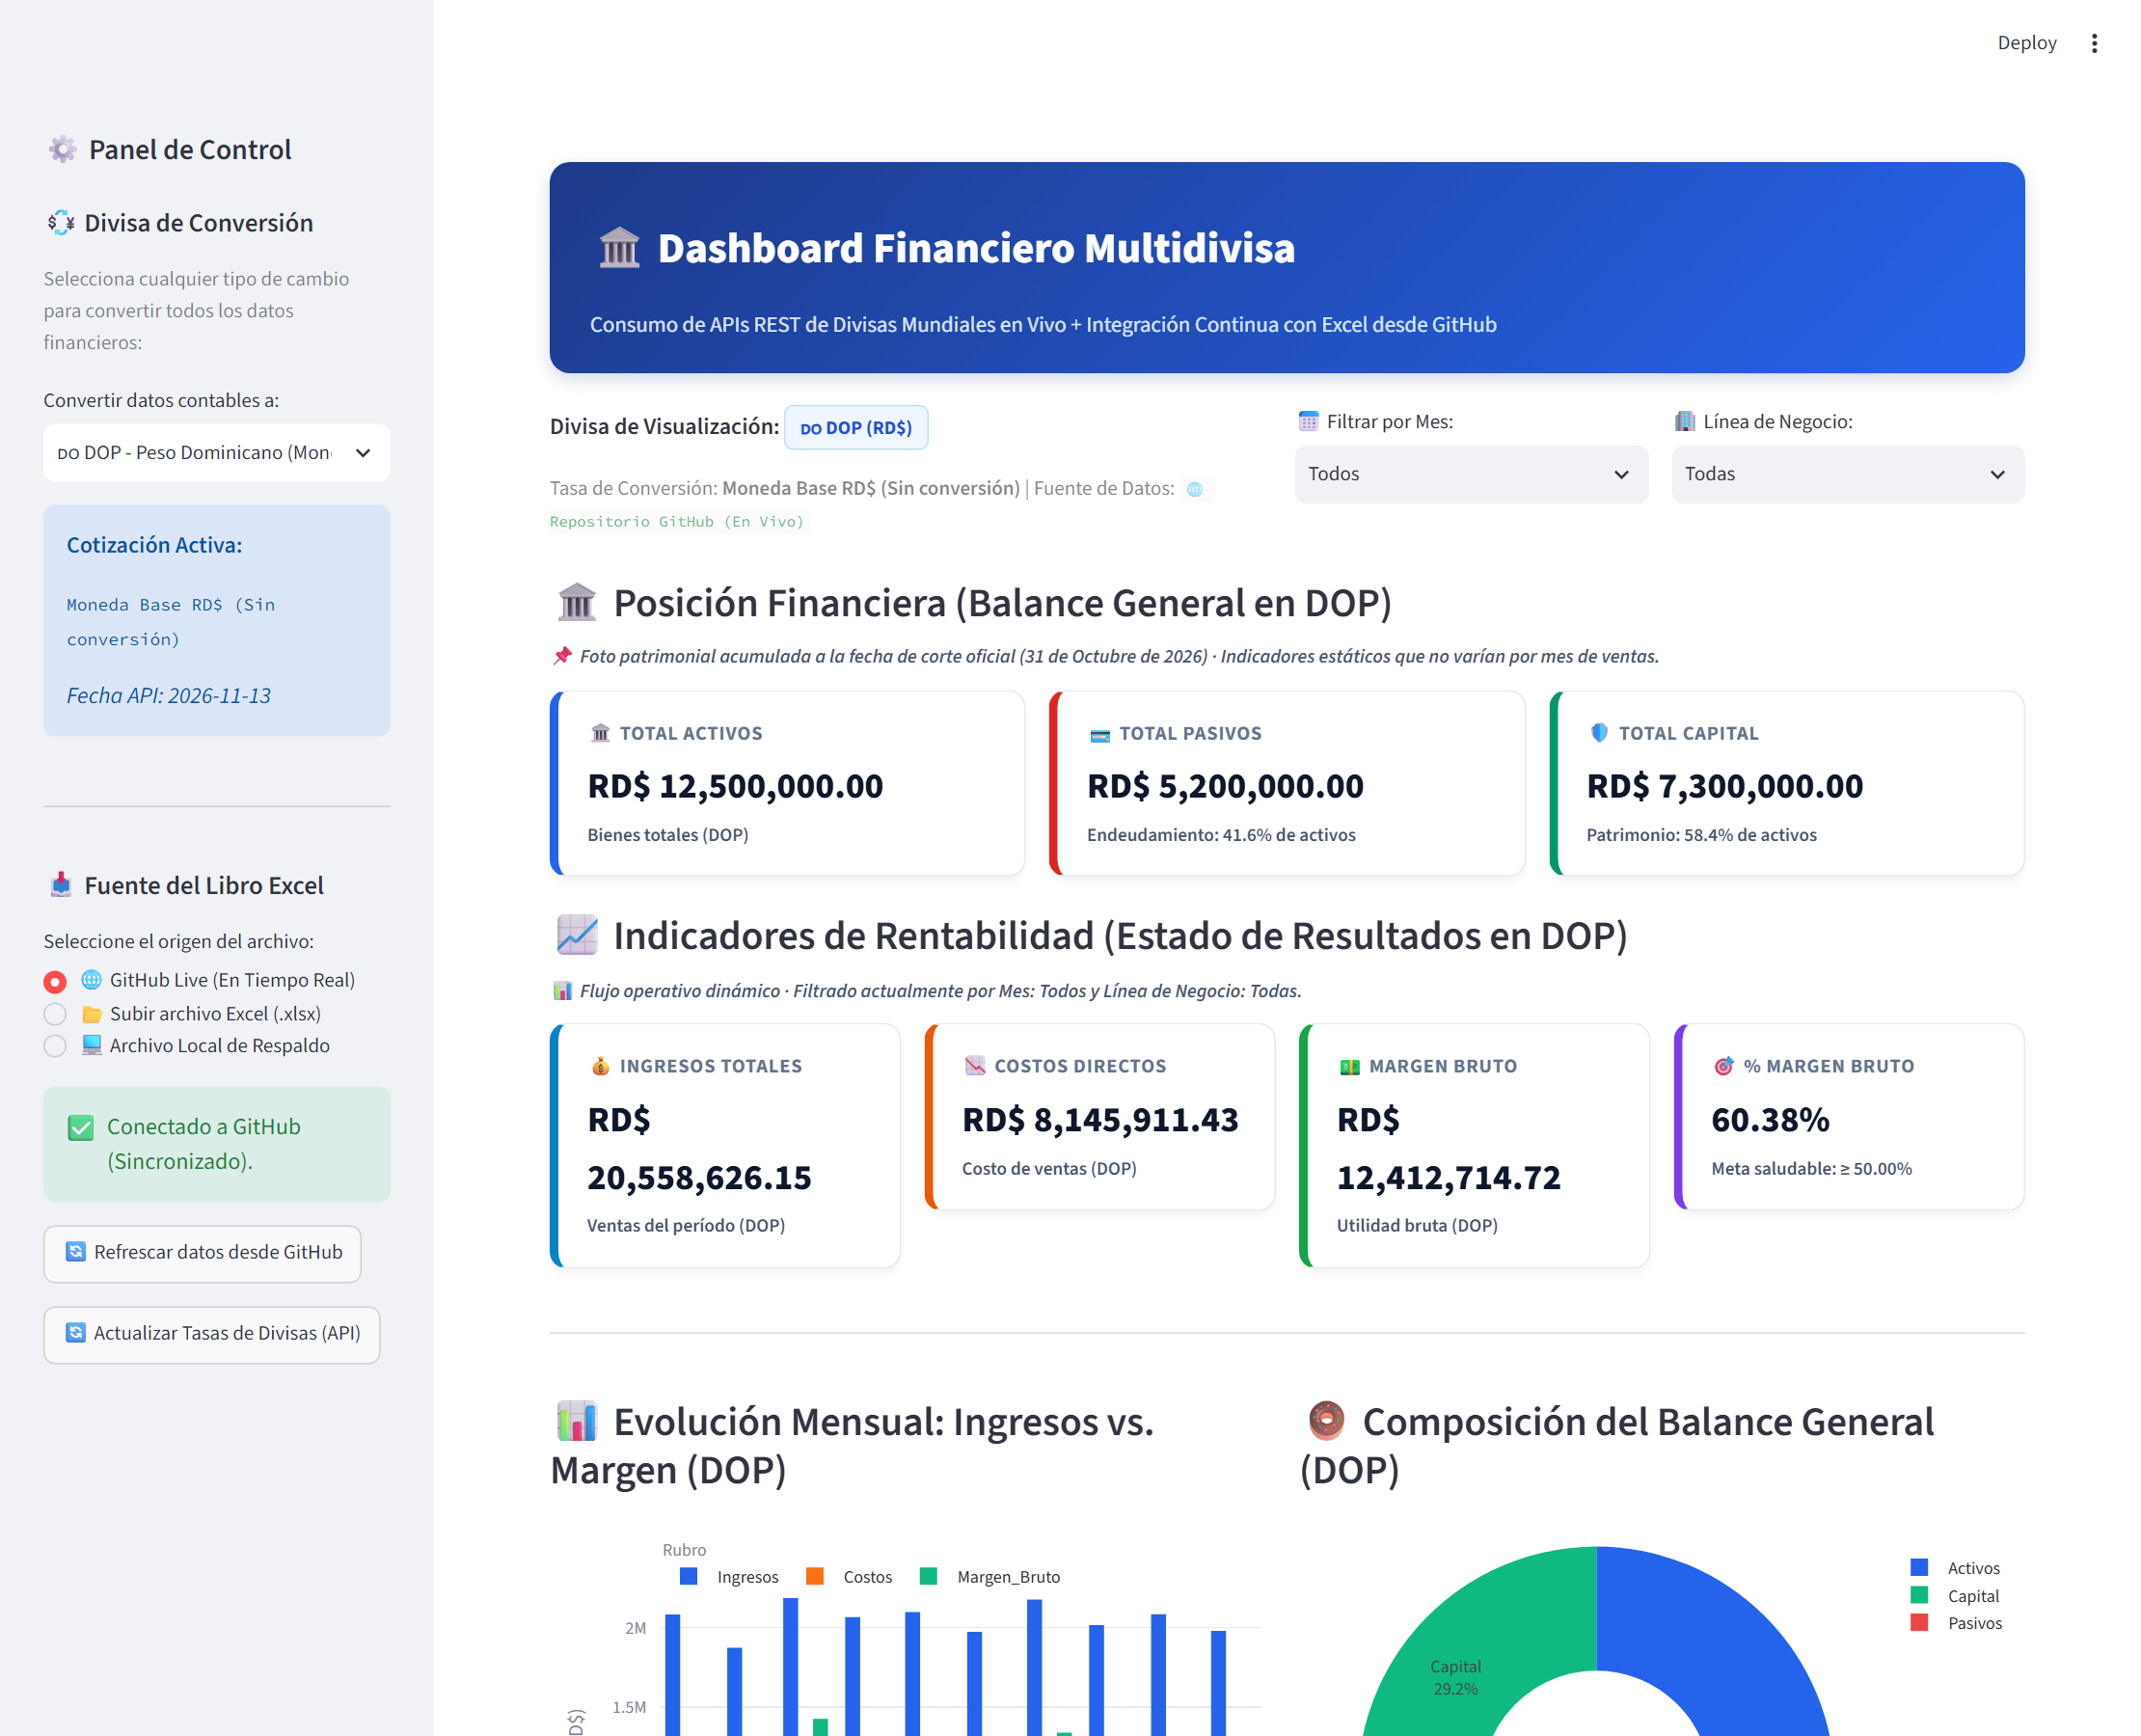 Deploy
Panel de Control
Divisa de Conversión
Selecciona cualquier tipo de cambio
para convertir todos los datos
financieros:
Convertir datos contables a:
DO DOP - Peso Dominicano (Mon
Cotización Activa:
Moneda Base RD$ (Sin
conversión)
Fecha API: 2026-11-13
Fuente del Libro Excel
Seleccione el origen del archivo:
GitHub Live (En Tiempo Real)
Subir archivo Excel (.xlsx)
Archivo Local de Respaldo
Conectado a GitHub
(Sincronizado).
Refrescar datos desde GitHub
Actualizar Tasas de Divisas (API)
Dashboard Financiero Multidivisa
Consumo de APIs REST de Divisas Mundiales en Vivo + Integración Continua con Excel desde GitHub
Divisa de Visualización: DO DOP (RD$)
Tasa de Conversión: Moneda Base RD$ (Sin conversión) | Fuente de Datos:
Repositorio GitHub (En Vivo)
Filtrar por Mes:
Todos
Línea de Negocio:
Todas
Posición Financiera (Balance General en DOP)
Foto patrimonial acumulada a la fecha de corte oficial (31 de Octubre de 2026) · Indicadores estáticos que no varían por mes de ventas.
TOTAL ACTIVOS
RD$ 12,500,000.00
Bienes totales (DOP)
TOTAL PASIVOS
RD$ 5,200,000.00
Endeudamiento: 41.6% de activos
TOTAL CAPITAL
RD$ 7,300,000.00
Patrimonio: 58.4% de activos
Indicadores de Rentabilidad (Estado de Resultados en DOP)
Flujo operativo dinámico · Filtrado actualmente por Mes: Todos y Línea de Negocio: Todas.
INGRESOS TOTALES
RD$
20,558,626.15
Ventas del período (DOP)
COSTOS DIRECTOS
RD$ 8,145,911.43
Costo de ventas (DOP)
MARGEN BRUTO
RD$
12,412,714.72
Utilidad bruta (DOP)
% MARGEN BRUTO
60.38%
Meta saludable: ≥ 50.00%
Evolución Mensual: Ingresos vs.
Margen (DOP)
Rubro
Ingresos
Costos
Margen_Bruto
2M
1.5M
D$)
Composición del Balance General
(DOP)
Activos
Capital
Pasivos
Capital
29.2%